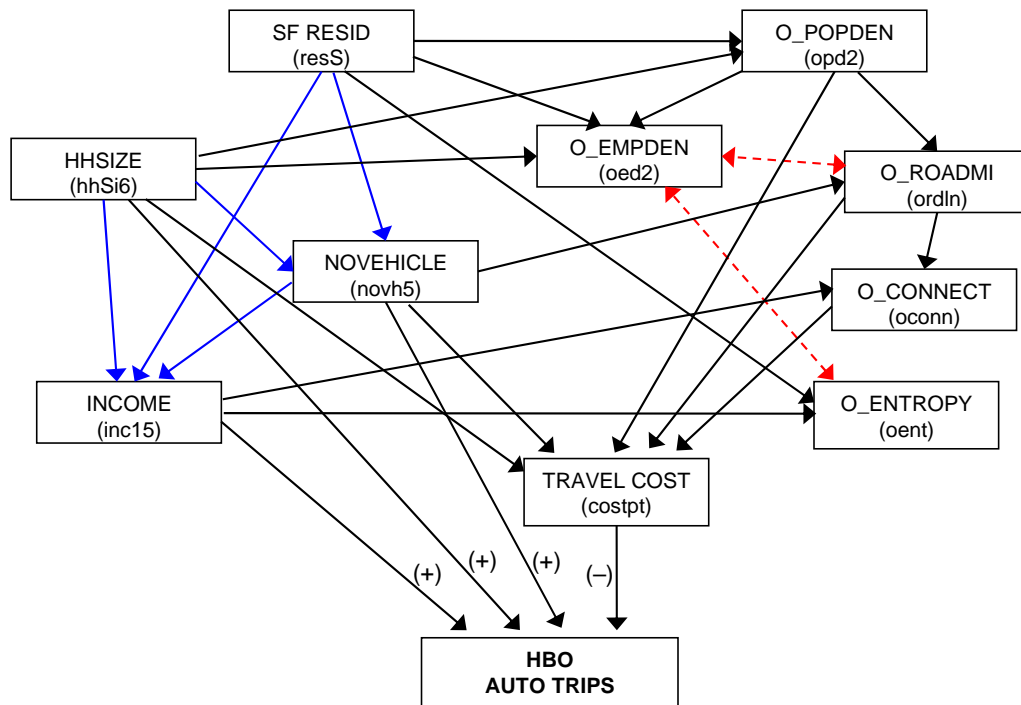 SF RESID
(resS)
O_POPDEN
(opd2)
HHSIZE
(hhSi6)
O_EMPDEN
(oed2)
O_ROADMI
(ordln)
NOVEHICLE
(novh5)
O_CONNECT
(oconn)
INCOME
(inc15)
O_ENTROPY
(oent)
TRAVEL COST
(costpt)
(+)
(+)
(+)
(–)
HBO
AUTO TRIPS